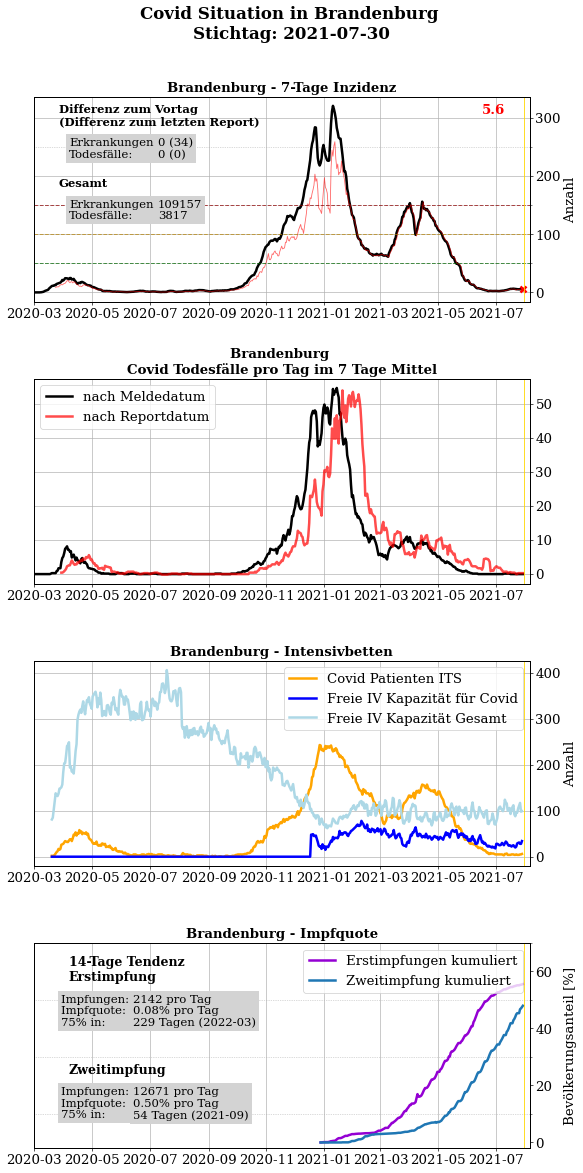 Covid Situation in Brandenburg
Stichtag: 2021-07-30
Brandenburg - 7-Tage Inzidenz
Differenz zum Vortag
(Differenz zum letzten Report)
Erkrankungen 0 (34)
Todesfälle: 0 (0)
Gesamt
Erkrankungen 109157
Todesfälle: 3817
5.6
300
200
100
0
Anzahl
2020-03 2020-05 2020-07 2020-09 2020-11 2021-01 2021-03 2021-05 2021-07
Brandenburg
Covid Todesfälle pro Tag im 7 Tage Mittel
nach Meldedatum
nach Reportdatum
50
40
30
20
10
0
2020-03 2020-05 2020-07 2020-09 2020-11 2021-01 2021-03 2021-05 2021-07
Brandenburg - Intensivbetten
Covid Patienten ITS
Freie IV Kapazität für Covid
Freie IV Kapazität Gesamt
400
300
200
100
0
Anzahl
2020-03 2020-05 2020-07 2020-09 2020-11 2021-01 2021-03 2021-05 2021-07
Brandenburg - Impfquote
14-Tage Tendenz
Erstimpfung
Impfungen: 2142 pro Tag
Impfquote: 0.08% pro Tag
75% in: 229 Tagen (2022-03)
Zweitimpfung
Impfungen: 12671 pro Tag
Impfquote: 0.50% pro Tag
75% in: 54 Tagen (2021-09)
Erstimpfungen kumuliert
Zweitimpfung kumuliert
60
40
20
0
Bevölkerungsanteil [%]
2020-03 2020-05 2020-07 2020-09 2020-11 2021-01 2021-03 2021-05 2021-07